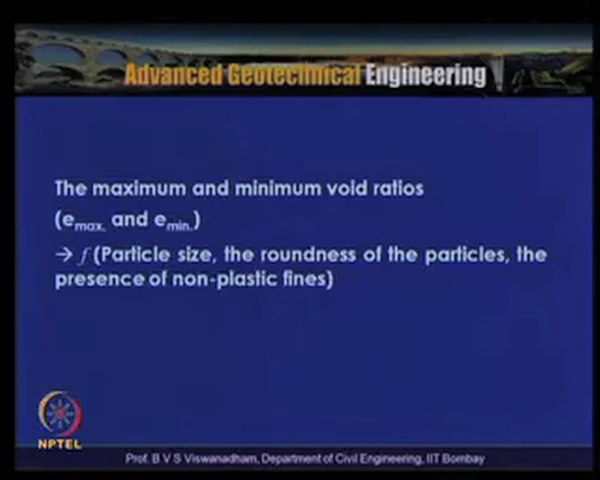 Advanced Geotechnical Engineering
The maximum and minimum void ratios
(emax. and emin.)
→ f (Particle size, the roundness of the particles, the
presence of non-plastic fines)
NPTEL
Prof. B V S Viswanadham, Department of Civil Engineering, IIT Bombay